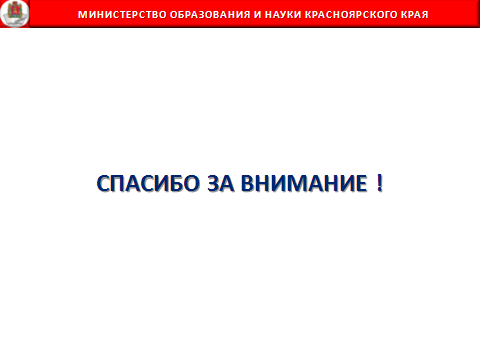 МИНИСТЕРСТВО ОБРАЗОВАНИЯ И НАУКИ КРАСНОЯРСКОГО КРАЯ
СПАСИБО ЗА ВНИМАНИЕ !